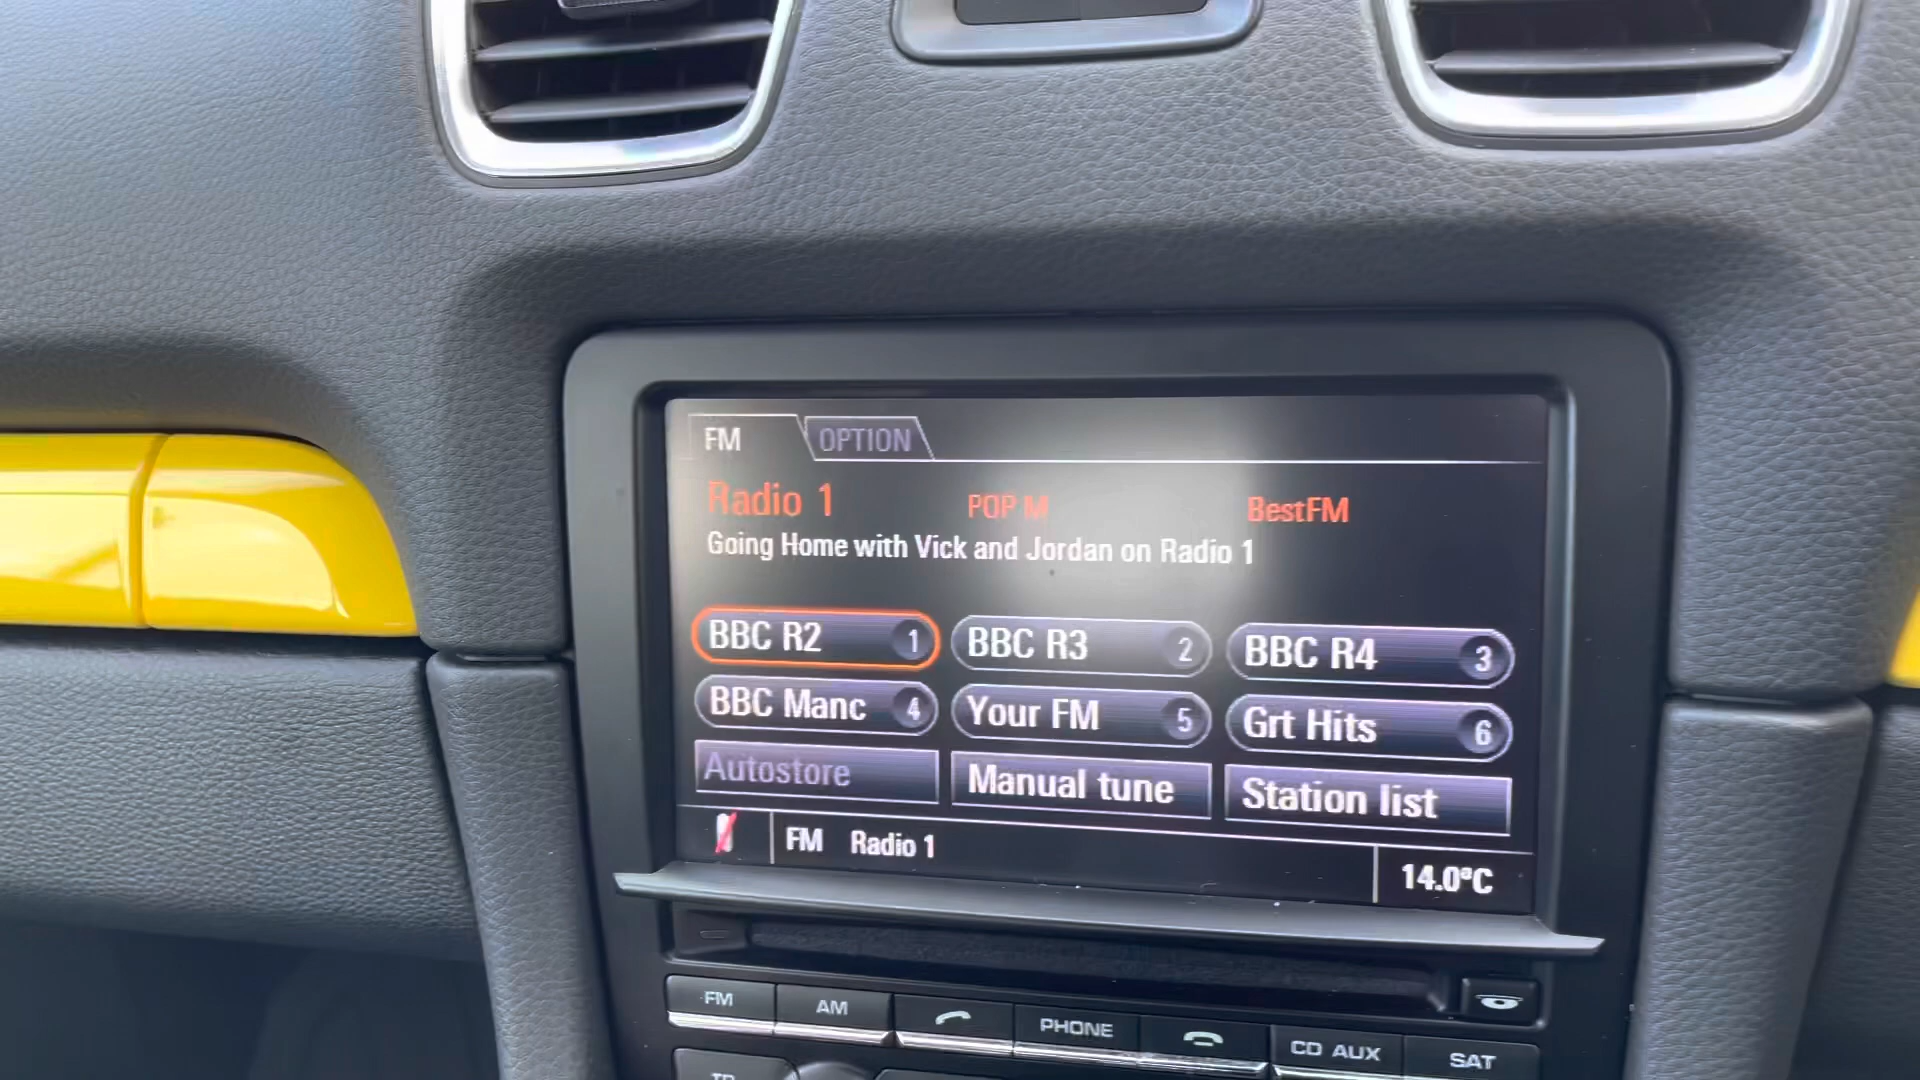 FM OPTION
Radio 1 POP M BestFM
Going Home with Vick and Jordan on Radio 1
BBC R2 1 BBC R3 2 BBC R4 3
BBC Manc 4 Your FM 5 Grt Hits 6
Autostore Manual tune Station list
FM Radio 1 14.0ºC
FM AM PHONE CD AUX SAT